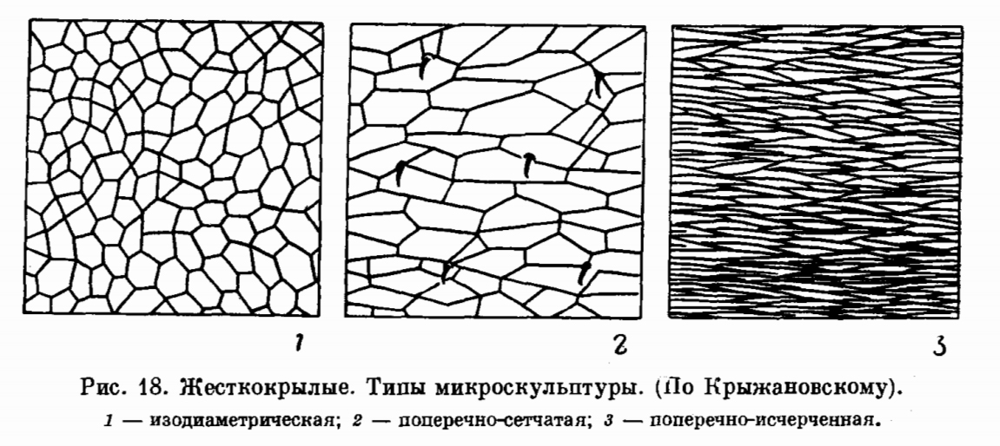 1 2 3
Рис. 18. Жесткокрылые. Типы микроскульптуры. (По Крыжановскому).
1 — изодиаметрическая; 2 — поперечно-сетчатая; 3 — поперечно-исчерченная.